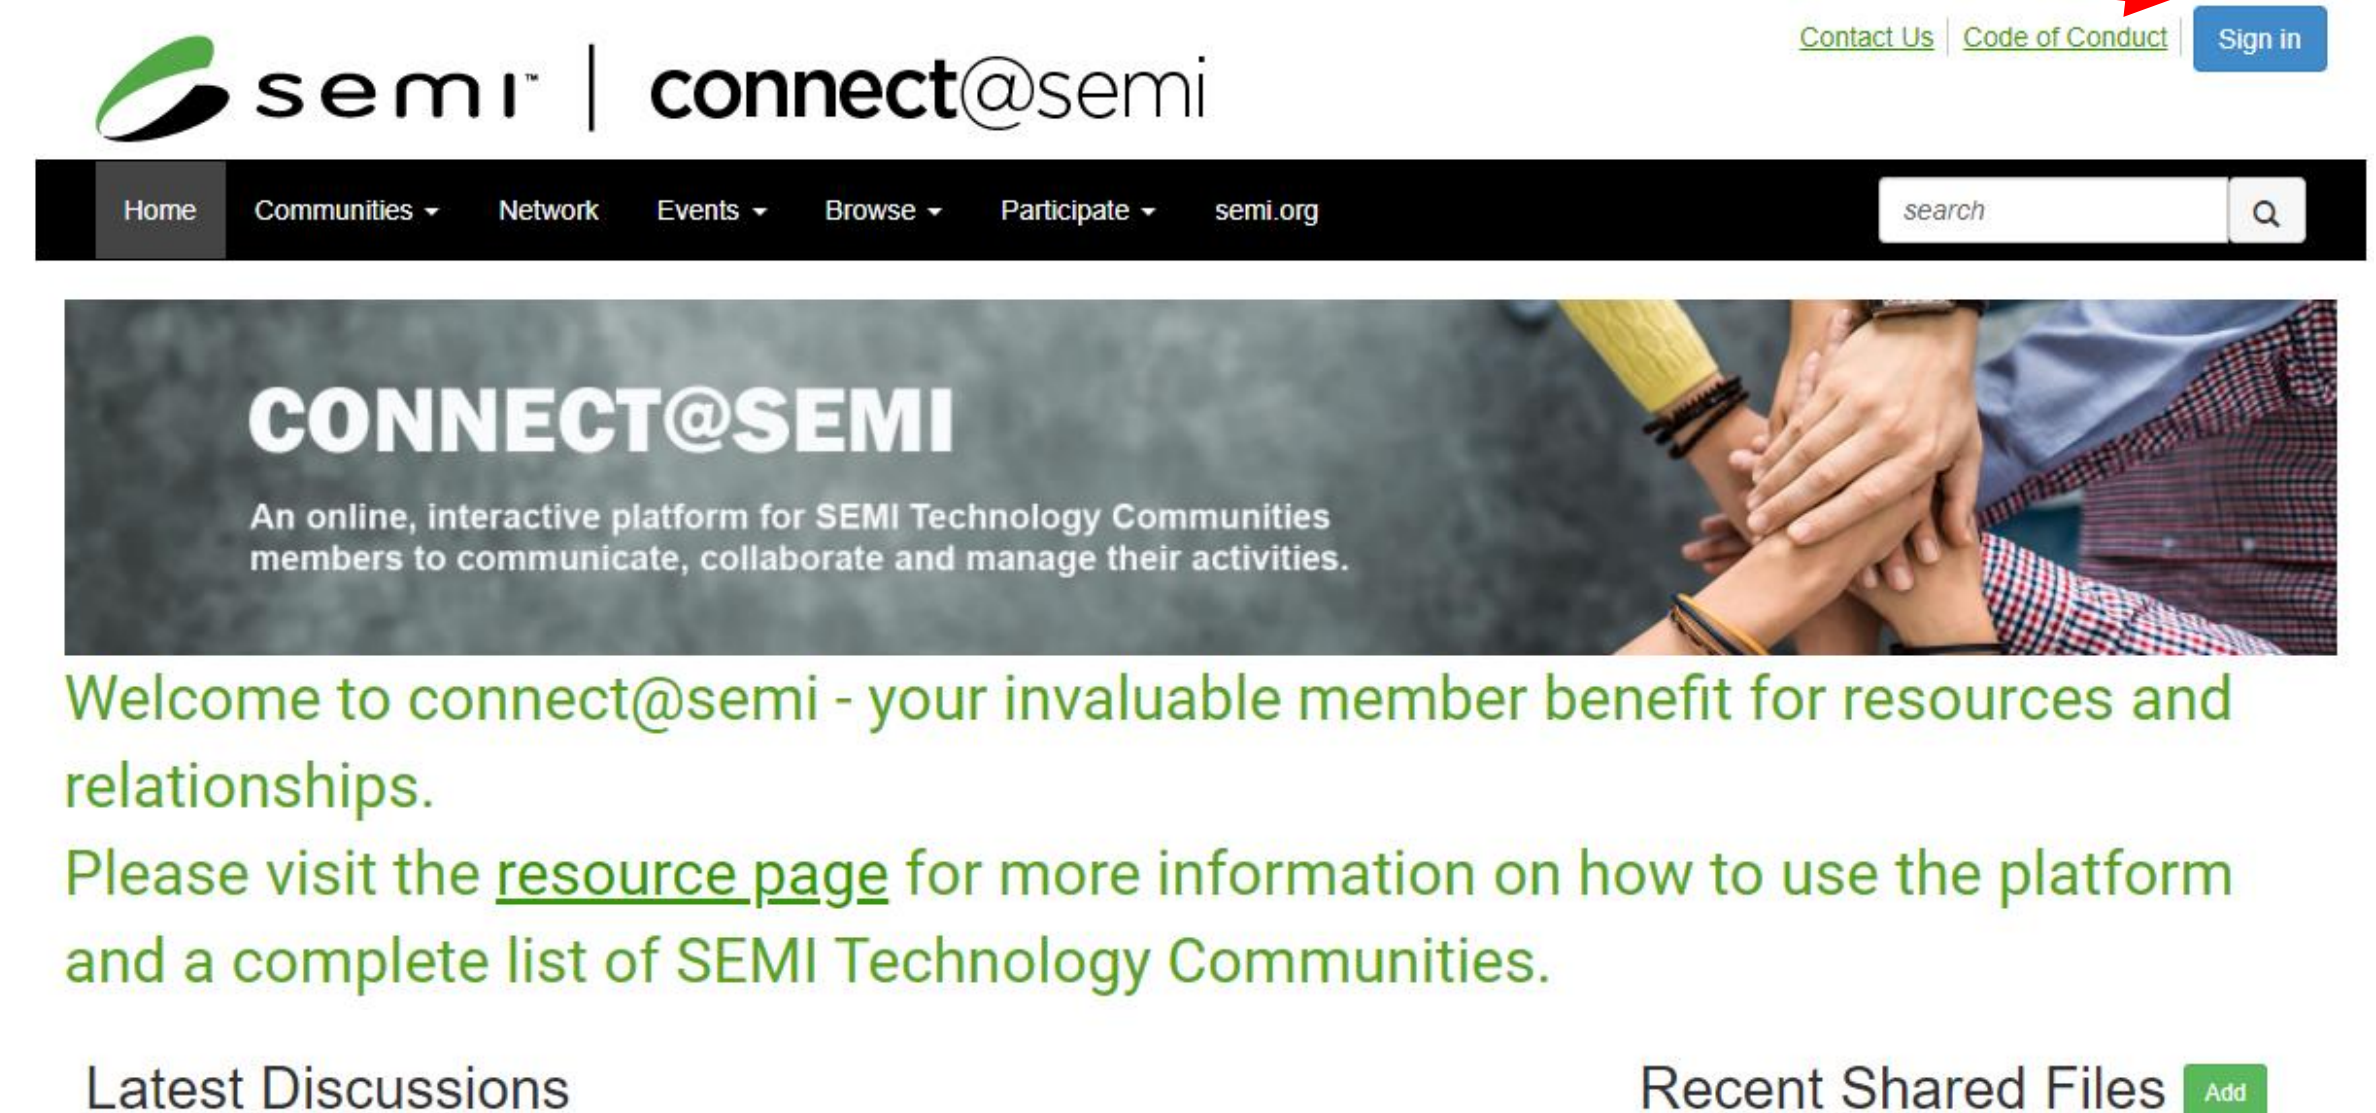 Contact Us
Code of Conduct
Sign in
semi™ | connect@semi
Home Communities Network Events Browse Participate semi.org search
CONNECT@SEMI
An online, interactive platform for SEMI Technology Communities
members to communicate, collaborate and manage their activities.
Welcome to connect@semi - your invaluable member benefit for resources and
relationships.
Please visit the resource page for more information on how to use the platform
and a complete list of SEMI Technology Communities.
Latest Discussions
Recent Shared Files Add